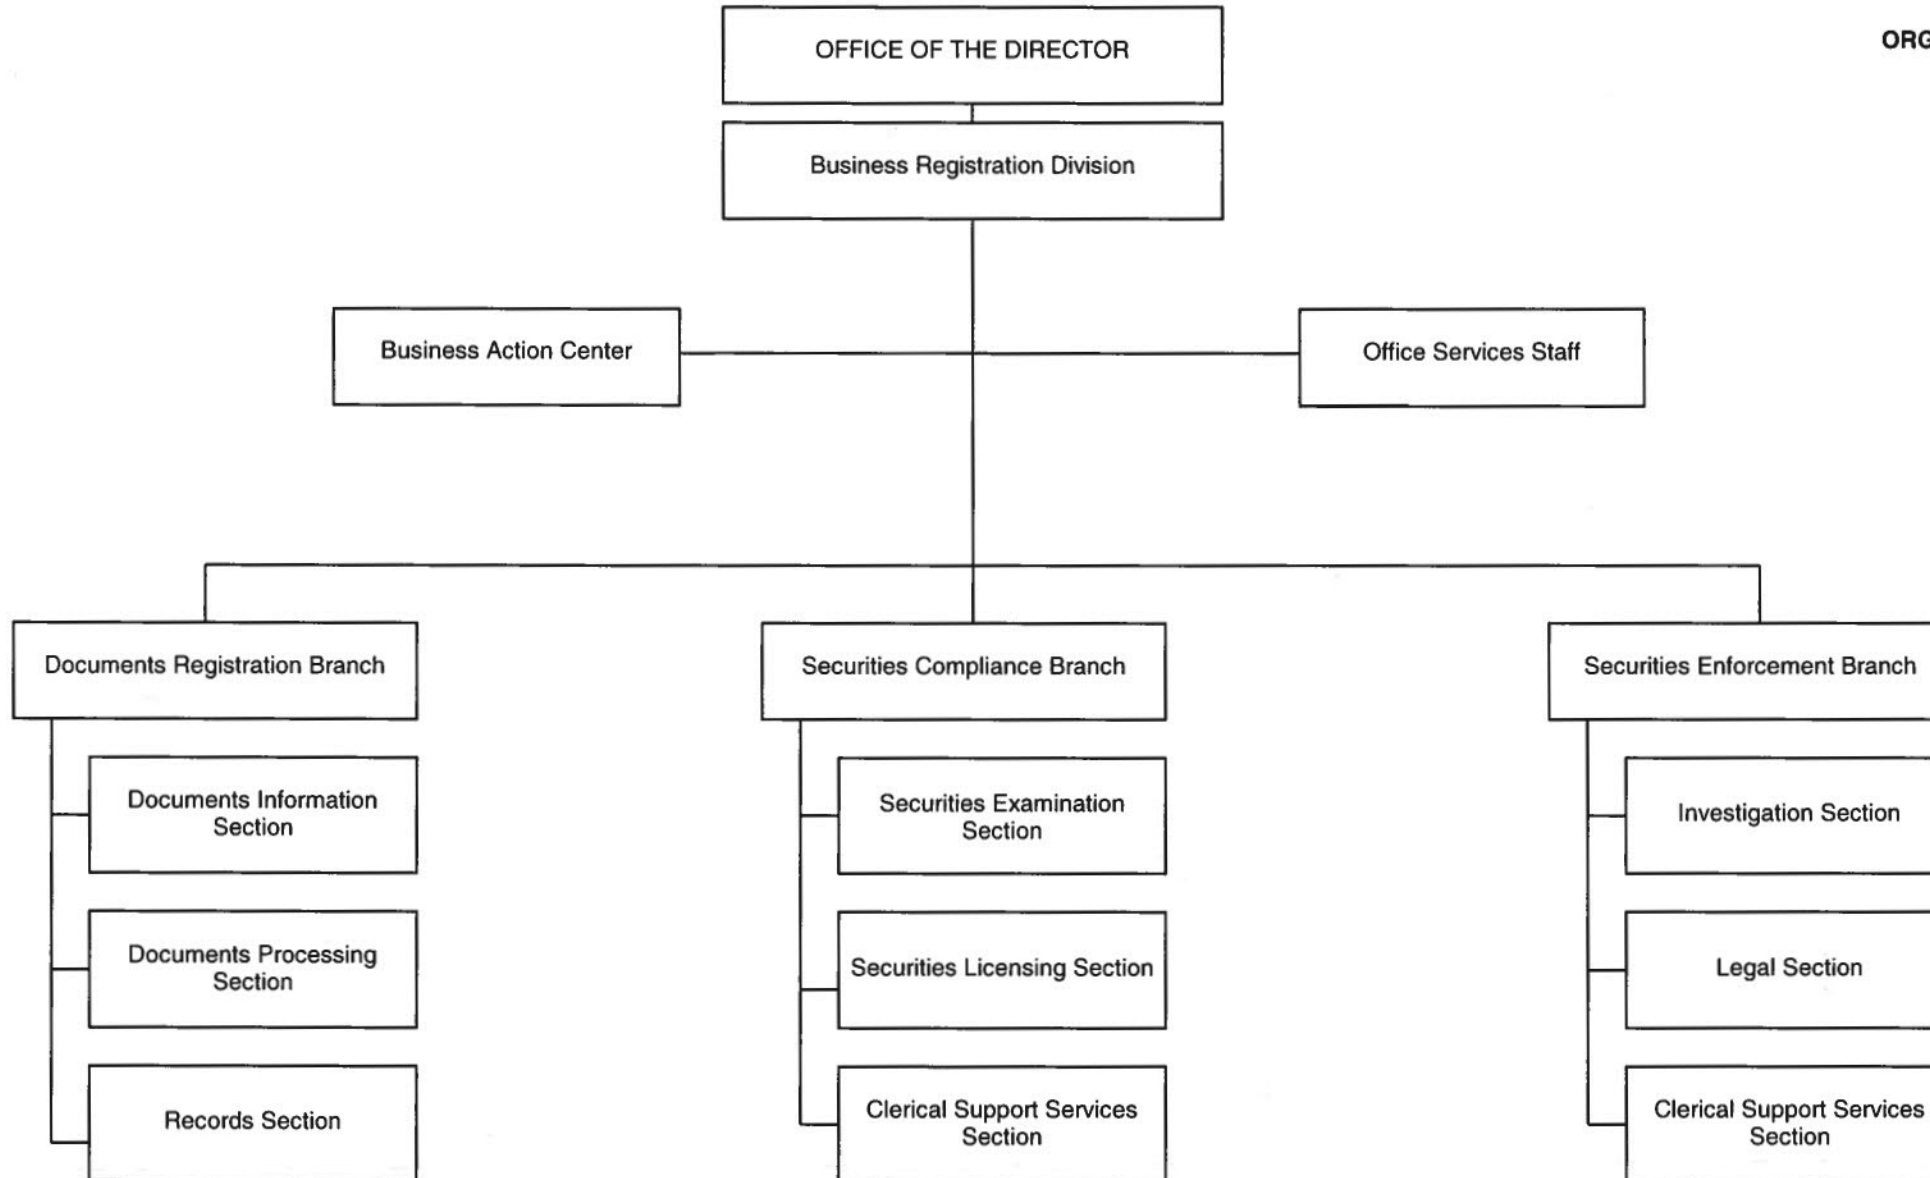 OFFICE OF THE DIRECTOR
ORG
Business Registration Division
Business Action Center
Office Services Staff
Documents Registration Branch
Securities Compliance Branch
Securities Enforcement Branch
Documents Information
Section
Securities Examination
Section
Investigation Section
Documents Processing
Section
Securities Licensing Section
Legal Section
Records Section
Clerical Support Services
Section
Clerical Support Services
Section